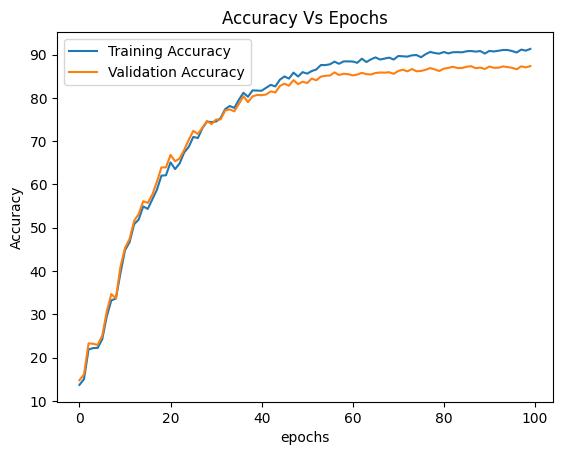 Accuracy Vs Epochs
Training Accuracy
Validation Accuracy
90
80
70
60
50
40
30
20
10
Accuracy
0 20 40 60 80 100
epochs